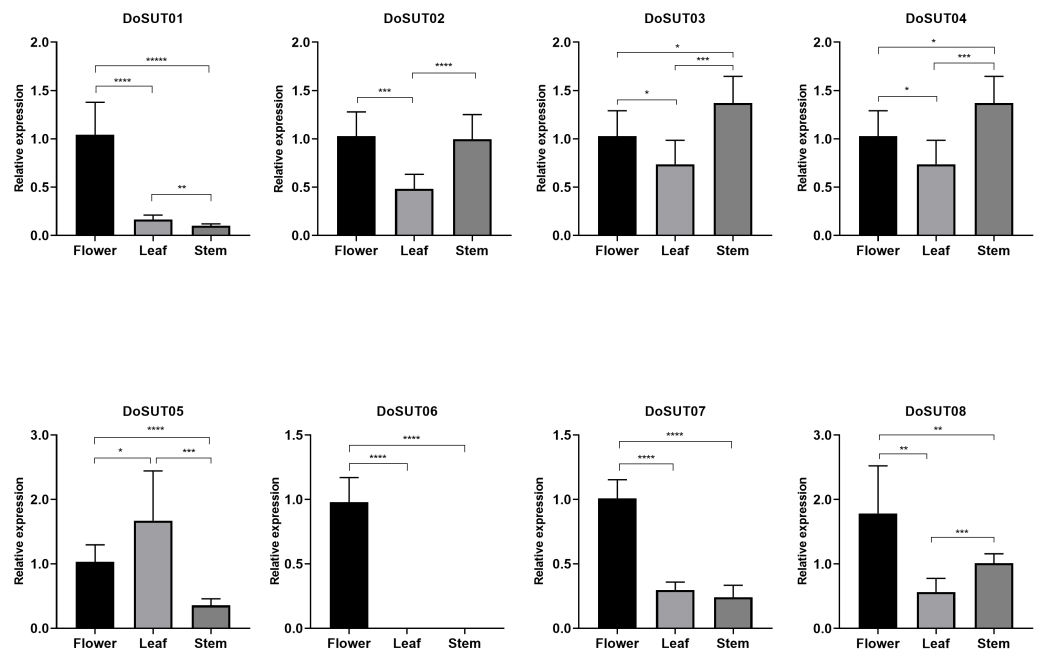 DoSUT01
DoSUT02
DoSUT03
DoSUT04
Relative expression
2.0
1.5
1.0
0.5
0.0
*****
****
**
Flower Leaf Stem
Relative expression
2.0
1.5
1.0
0.5
0.0
***
****
Flower Leaf Stem
Relative expression
2.0
1.5
1.0
0.5
0.0
*
***
*
Flower Leaf Stem
Relative expression
2.0
1.5
1.0
0.5
0.0
*
***
*
Flower Leaf Stem
DoSUT05
DoSUT06
DoSUT07
DoSUT08
Relative expression
3.0
2.0
1.0
0.0
****
*
***
Flower Leaf Stem
Relative expression
1.5
1.0
0.5
0.0
****
****
Flower Leaf Stem
Relative expression
1.5
1.0
0.5
0.0
****
****
Flower Leaf Stem
Relative expression
3.0
2.0
1.0
0.0
**
**
***
Flower Leaf Stem